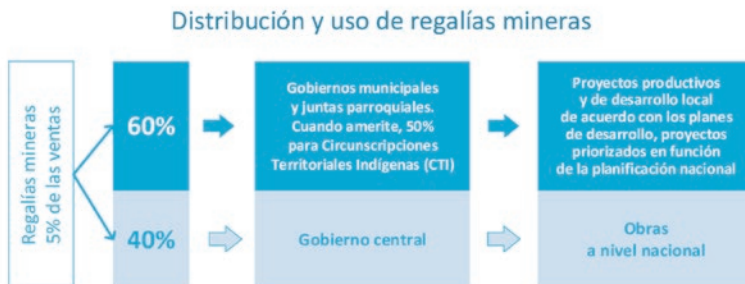 Distribución y uso de regalías mineras
Regalías mineras
5% de las ventas
60%
Gobiernos municipales
y juntas parroquiales.
Cuando amerite, 50%
para Circunscripciones
Territoriales Indígenas (CTI)
Proyectos productivos
y de desarrollo local
de acuerdo con los planes
de desarrollo, proyectos
priorizados en función
de la planificación nacional
40%
Gobierno central
Obras
a nivel nacional